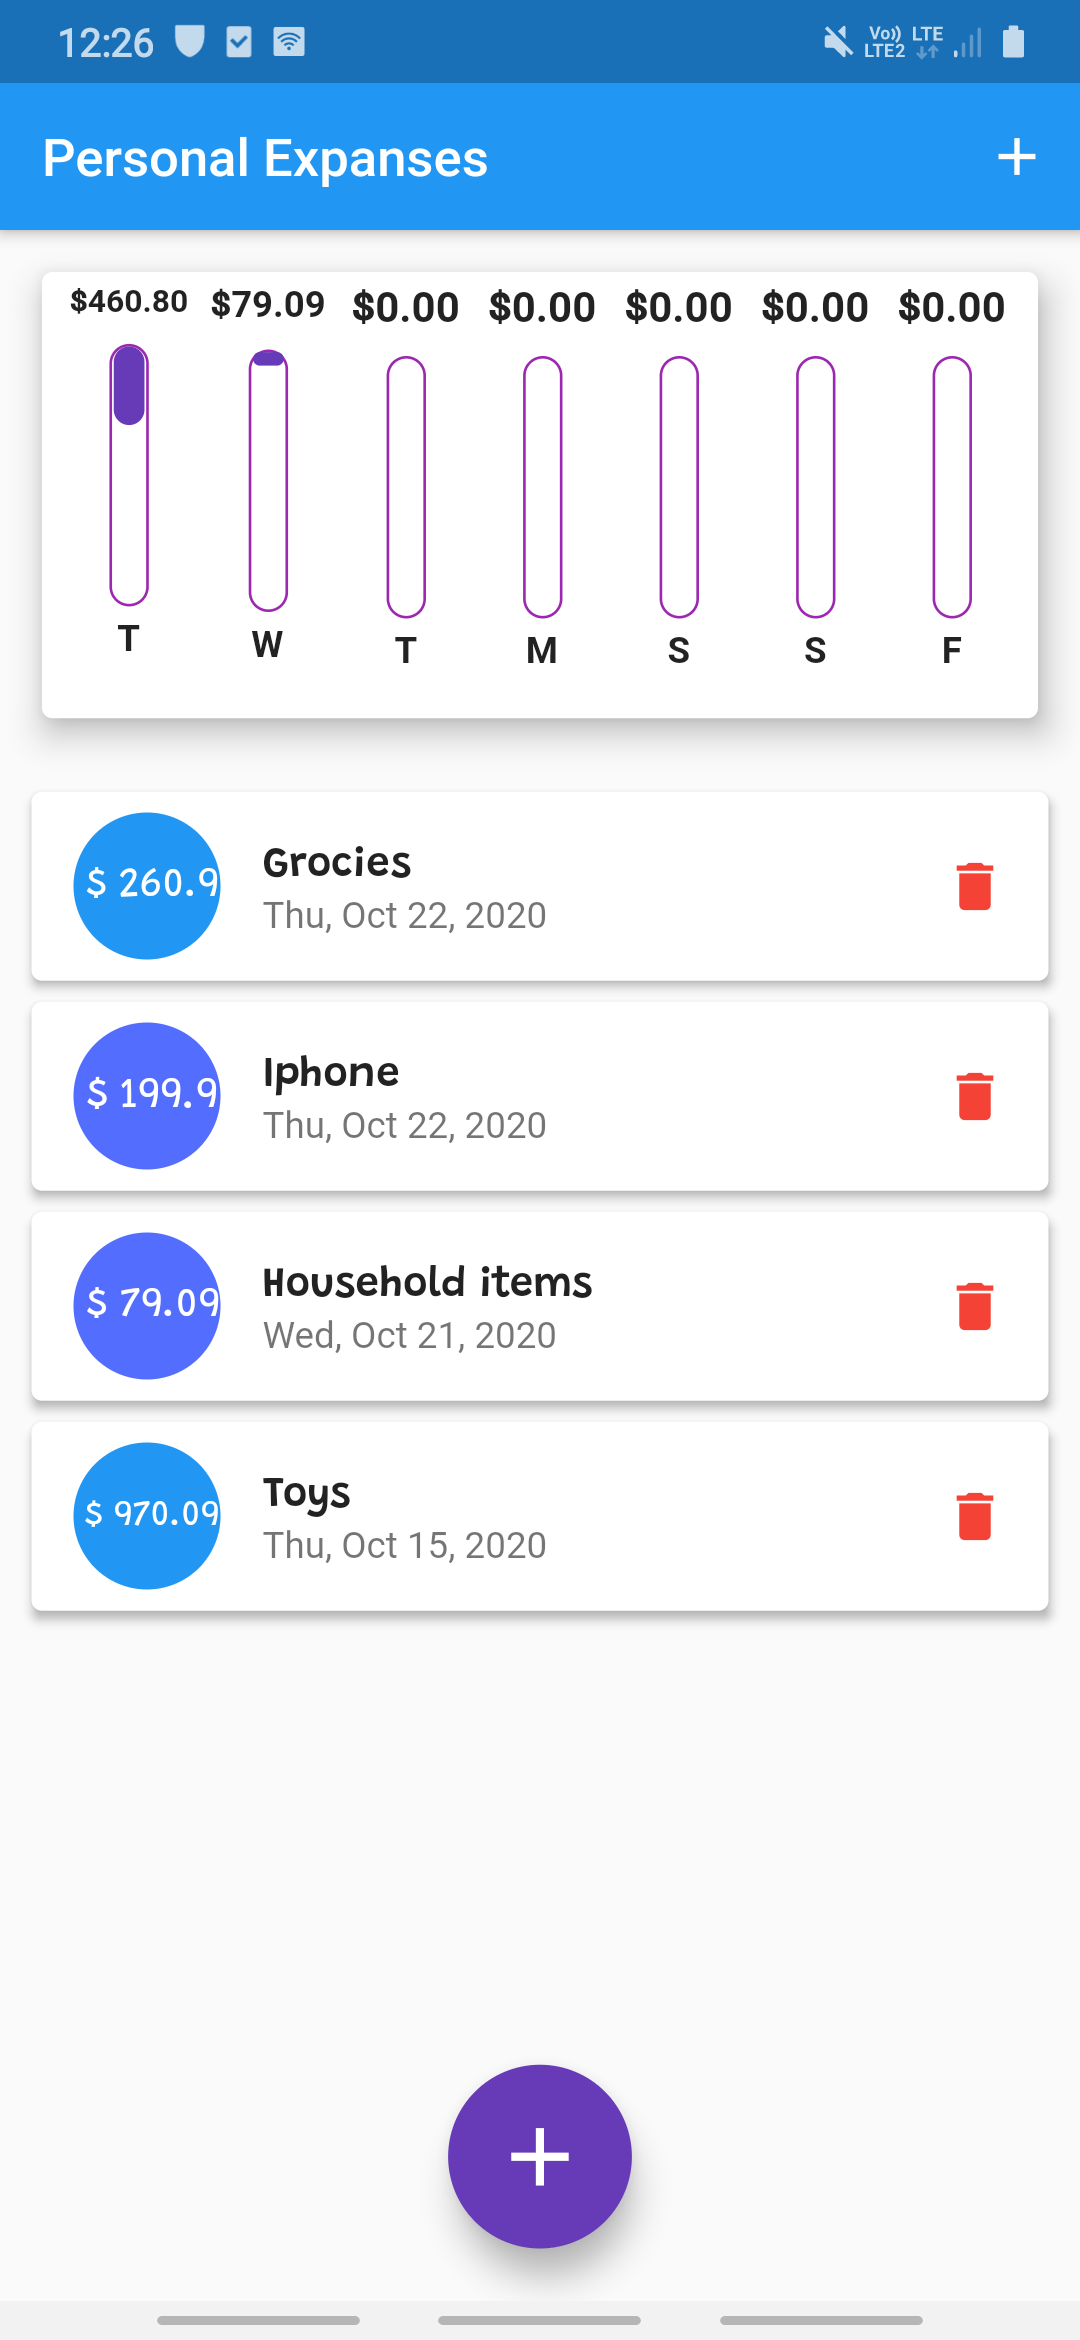 12:26 Vo)) LTE
LTE2
Personal Expanses
$460.80 $79.09 $0.00 $0.00 $0.00 $0.00 $0.00
T W T M S S F
$ 260.9
Grocies
Thu, Oct 22, 2020
$ 199.9
Iphone
Thu, Oct 22, 2020
$ 79.09
Household items
Wed, Oct 21, 2020
$ 970.09
Toys
Thu, Oct 15, 2020